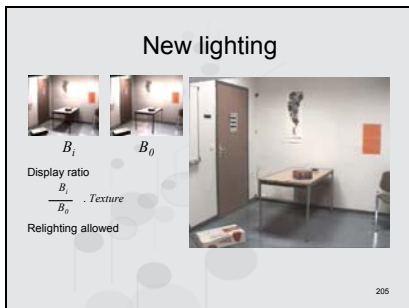 New lighting
B_i B_0
Display ratio
B_i
B_0 . Texture
Relighting allowed
205